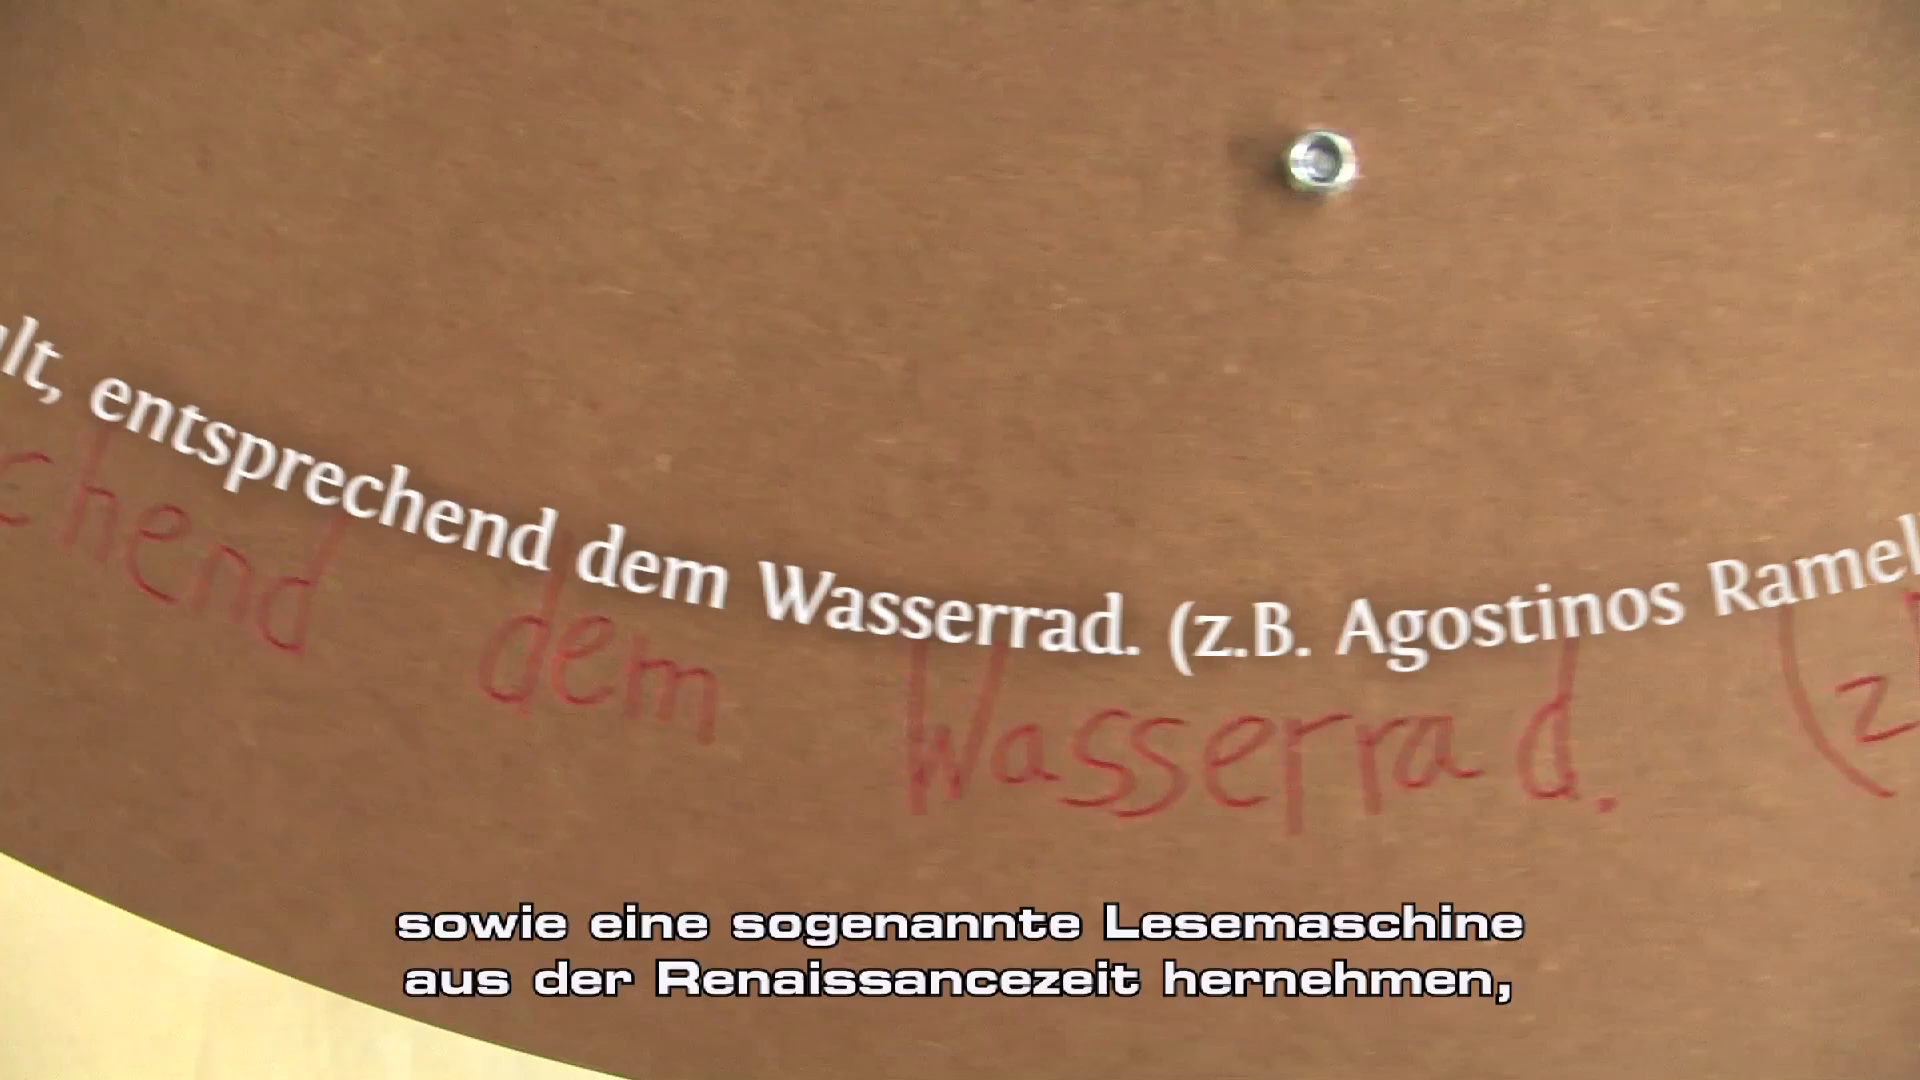 lt, entsprechend dem Wasserrad. (z.B. Agostinos Ramel
chend dem Wasserrad. (z
sowie eine sogenannte Lesemaschine
aus der Renaissancezeit hernehmen,